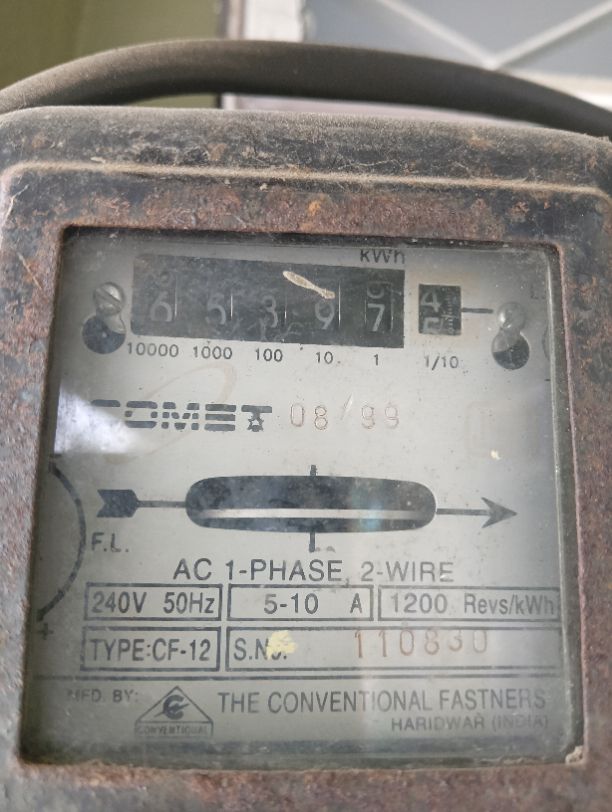 kWh
6 5 3 9 7 4
10000 1000 100 10 1 1/10
COMET 08/99
F.L.
AC 1-PHASE, 2-WIRE
240V 50Hz 5-10 A 1200 Revs/kWh
TYPE:CF-12 S.No. 110830
MFD. BY: THE CONVENTIONAL FASTNERS
CONVENTIONAL HARIDWAR (INDIA)